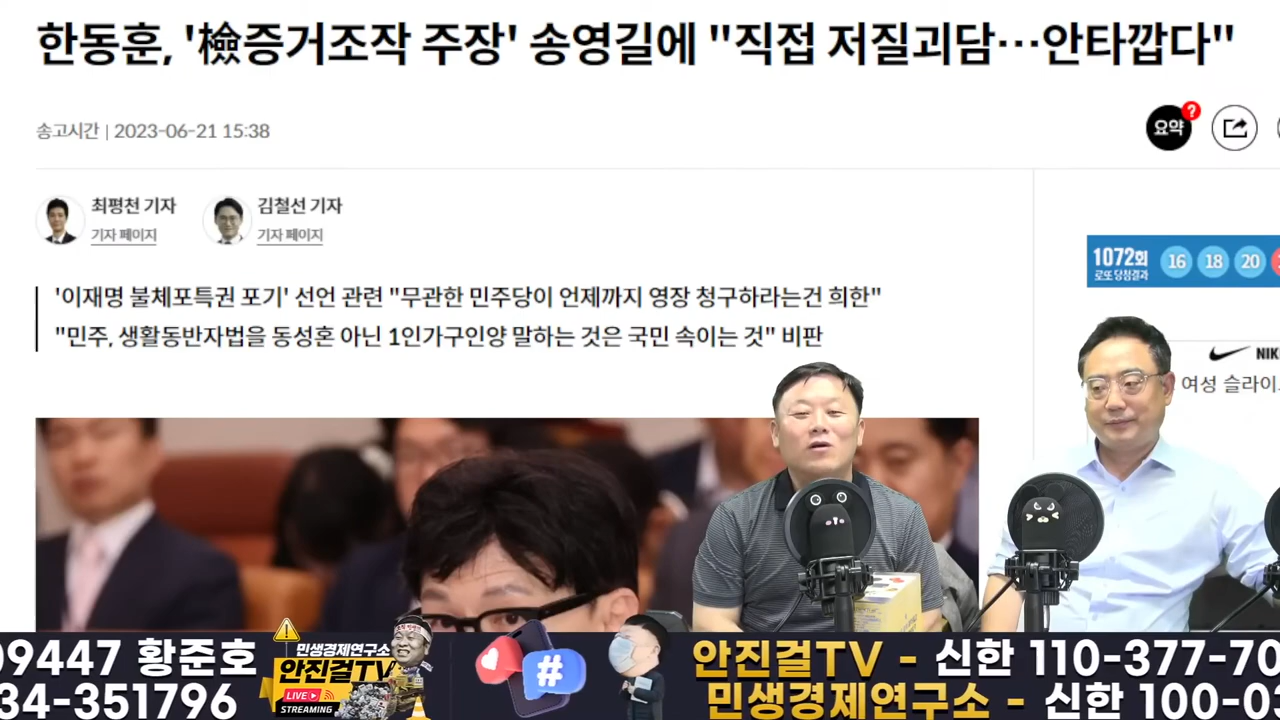 한동훈, '檢증거조작 주장' 송영길에 "직접 저질괴담…안타깝다"
송고시간 | 2023-06-21 15:38
요약
?
최평천 기자
기자 페이지
김철선 기자
기자 페이지
1072회
로또 당첨결과
16 18 20
'이재명 불체포특권 포기' 선언 관련 "무관한 민주당이 언제까지 영장 청구하라는건 희한"
"민주, 생활동반자법을 동성혼 아닌 1인가구인양 말하는 것은 국민 속이는 것" 비판
NIK
여성 슬라이
09447 황준호
34-351796
민생경제연구소
안진걸TV
LIVE
STREAMING
#
안진걸TV - 신한 110-377-70
민생경제연구소 - 신한 100-03